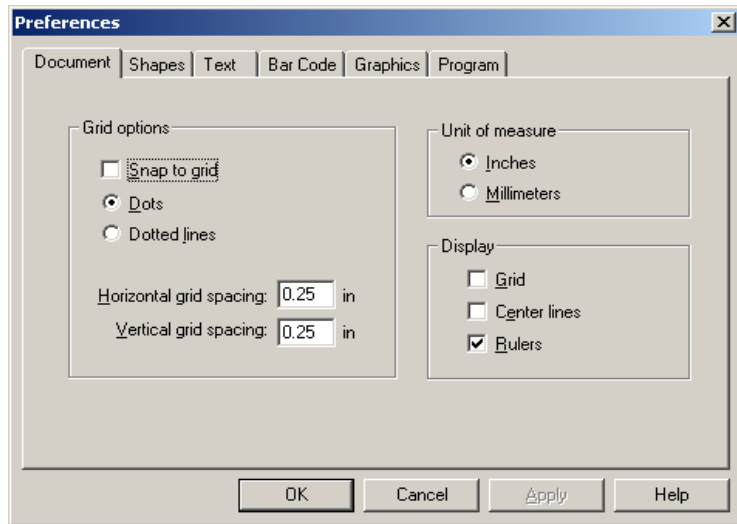 Preferences
Document Shapes Text Bar Code Graphics Program
Grid options
Snap to grid
Dots
Dotted lines
Horizontal grid spacing: 0.25 in
Vertical grid spacing: 0.25 in
Unit of measure
Inches
Millimeters
Display
Grid
Center lines
Rulers
OK Cancel Apply Help